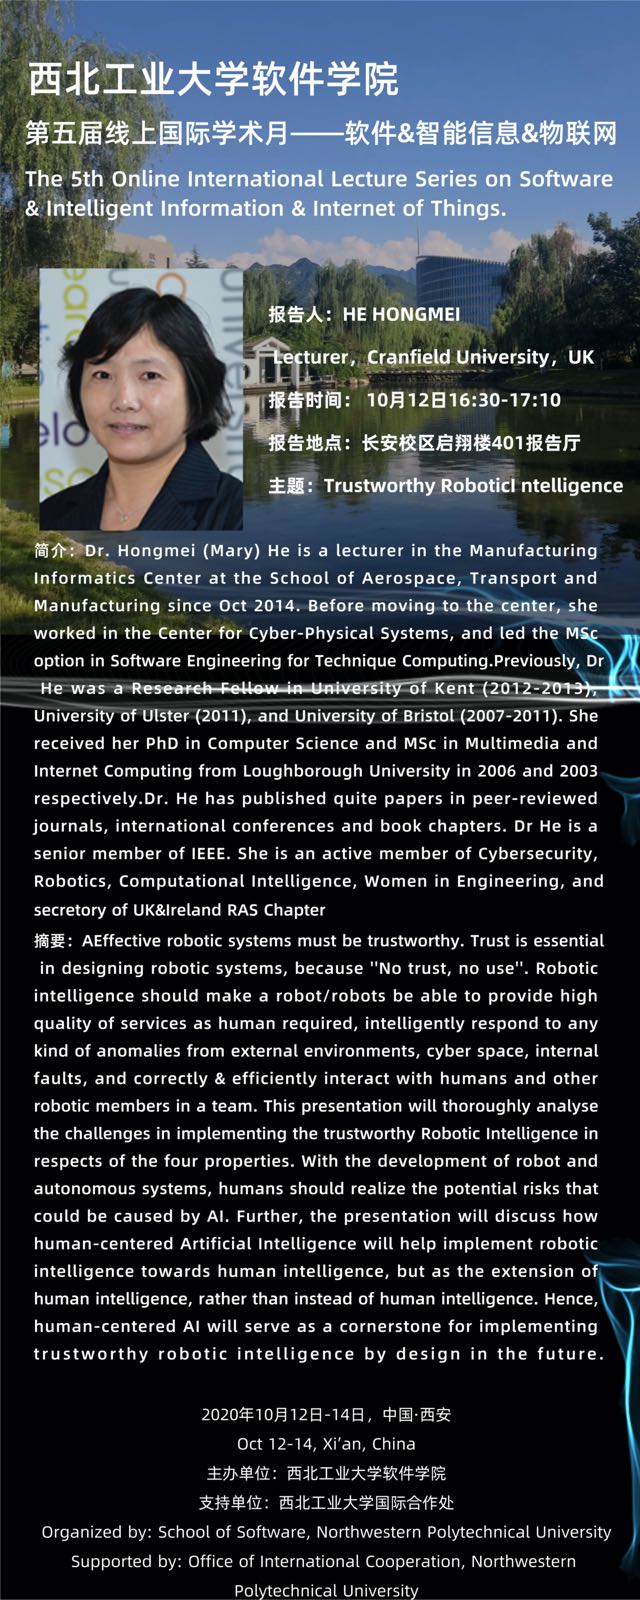 西北工业大学软件学院
第五届线上国际学术月——软件&智能信息&物联网
The 5th Online International Lecture Series on Software
& Intelligent Information & Internet of Things.
报告人：HE HONGMEI
Lecturer，Cranfield University，UK
报告时间： 10月12日16:30-17:10
报告地点：长安校区启翔楼401报告厅
主题：Trustworthy RoboticI ntelligence
简介：Dr. Hongmei (Mary) He is a lecturer in the Manufacturing
Informatics Center at the School of Aerospace, Transport and
Manufacturing since Oct 2014. Before moving to the center, she
worked in the Center for Cyber-Physical Systems, and led the MSc
option in Software Engineering for Technique Computing.Previously, Dr
He was a Research Fellow in University of Kent (2012-2013),
University of Ulster (2011), and University of Bristol (2007-2011). She
received her PhD in Computer Science and MSc in Multimedia and
Internet Computing from Loughborough University in 2006 and 2003
respectively.Dr. He has published quite papers in peer-reviewed
journals, international conferences and book chapters. Dr He is a
senior member of IEEE. She is an active member of Cybersecurity,
Robotics, Computational Intelligence, Women in Engineering, and
secretory of UK&Ireland RAS Chapter
摘要：AEffective robotic systems must be trustworthy. Trust is essential
in designing robotic systems, because ''No trust, no use''. Robotic
intelligence should make a robot/robots be able to provide high
quality of services as human required, intelligently respond to any
kind of anomalies from external environments, cyber space, internal
faults, and correctly & efficiently interact with humans and other
robotic members in a team. This presentation will thoroughly analyse
the challenges in implementing the trustworthy Robotic Intelligence in
respects of the four properties. With the development of robot and
autonomous systems, humans should realize the potential risks that
could be caused by AI. Further, the presentation will discuss how
human-centered Artificial Intelligence will help implement robotic
intelligence towards human intelligence, but as the extension of
human intelligence, rather than instead of human intelligence. Hence,
human-centered AI will serve as a cornerstone for implementing
trustworthy robotic intelligence by design in the future.
2020年10月12日-14日，中国·西安
Oct 12-14, Xi’an, China
主办单位：西北工业大学软件学院
支持单位：西北工业大学国际合作处
Organized by: School of Software, Northwestern Polytechnical University
Supported by: Office of International Cooperation, Northwestern
Polytechnical University